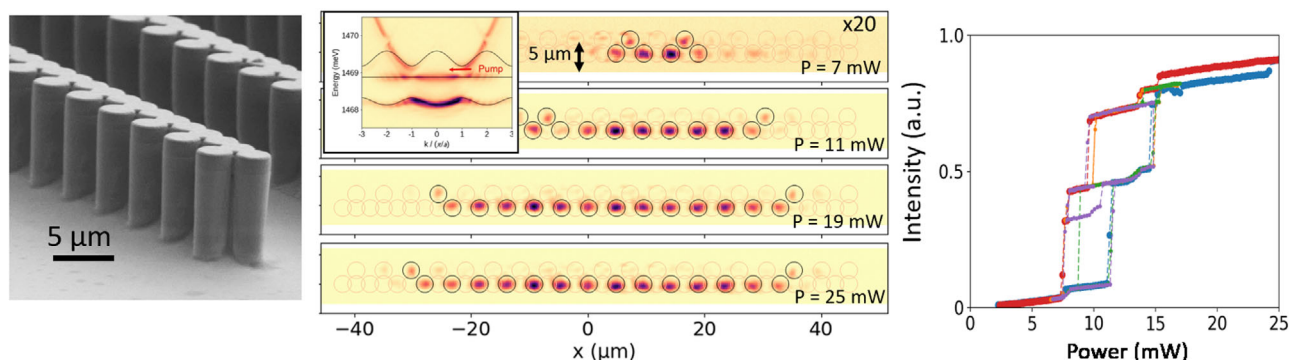 5 µm
1470
1469
1468
Energy (meV)
Pump
-3 -2 -1 0 1 2 3
k / (π/a)
x20
5 µm
P = 7 mW
P = 11 mW
P = 19 mW
P = 25 mW
−40 −20 0 20 40
x (µm)
1.0
0.5
0
Intensity (a.u.)
0 5 10 15 20 25
Power (mW)